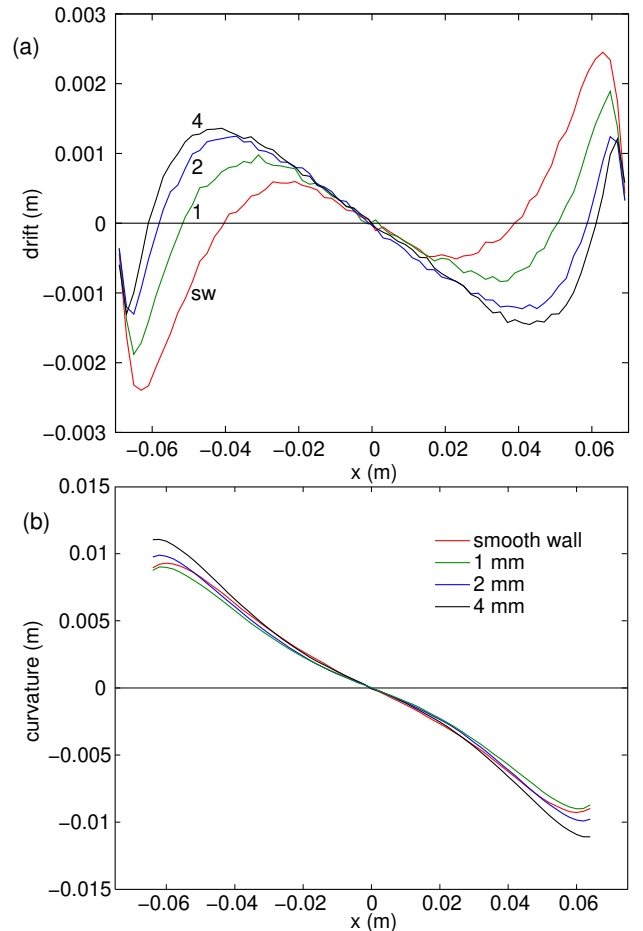 (a)
0.003
0.002
0.001
0
−0.001
−0.002
−0.003
drift (m)
4
2
1
sw
−0.06 −0.04 −0.02 0 0.02 0.04 0.06
x (m)
(b)
0.015
0.01
0.005
0
−0.005
−0.01
−0.015
curvature (m)
smooth wall
1 mm
2 mm
4 mm
−0.06 −0.04 −0.02 0 0.02 0.04 0.06
x (m)